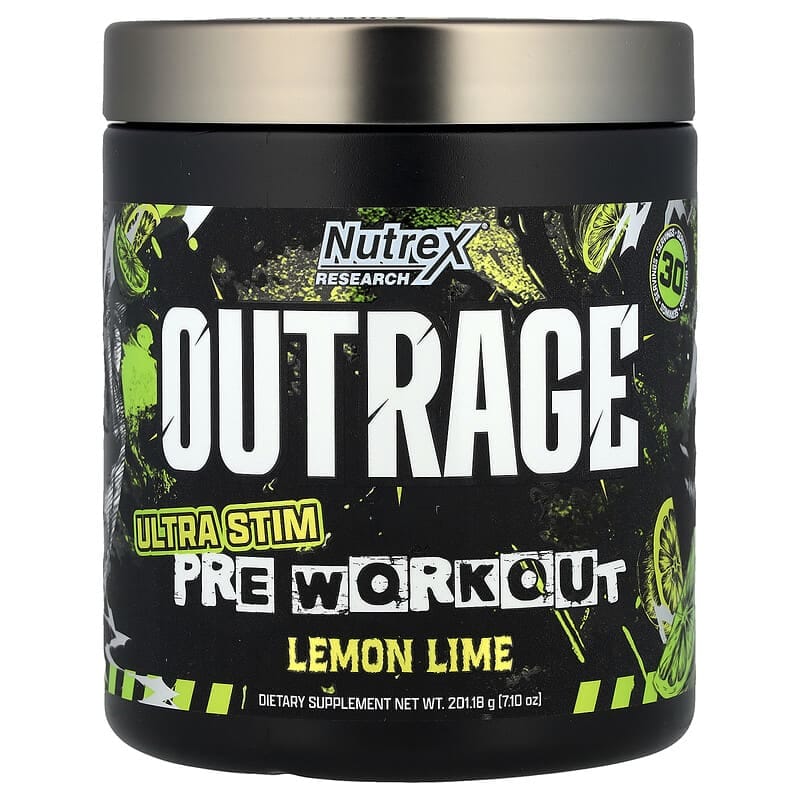 Nutrex
RESEARCH
OUTRAGE
ULTRA STIM
PRE WORKOUT
LEMON LIME
DIETARY SUPPLEMENT NET WT. 201.18 g (7.10 oz)
30
SERVINGS